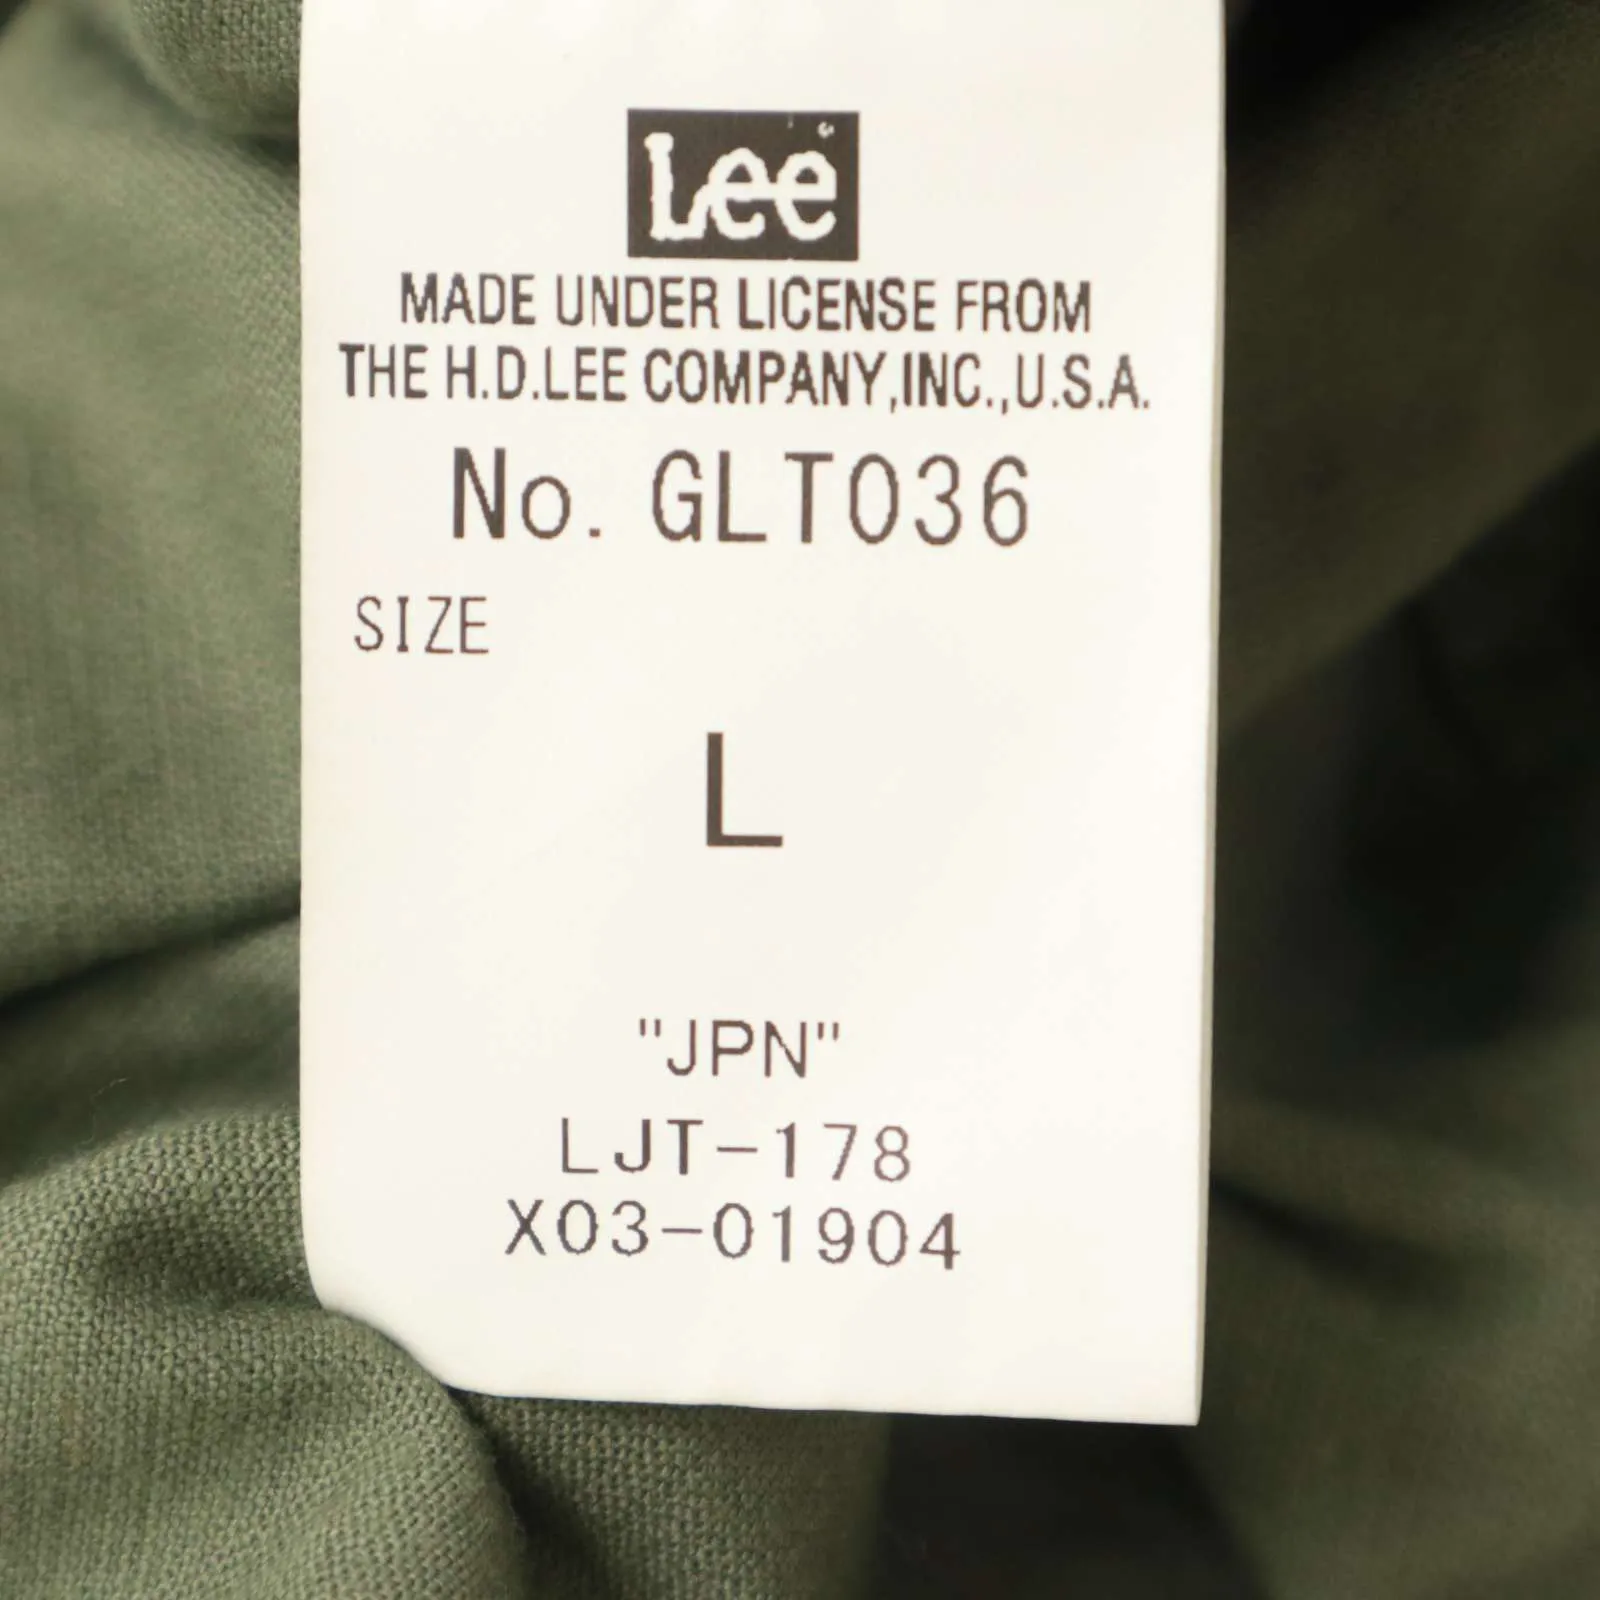 Lee
MADE UNDER LICENSE FROM
THE H.D.LEE COMPANY,INC.,U.S.A.
No. GLT036
SIZE
L
"JPN"
LJT-178
X03-01904